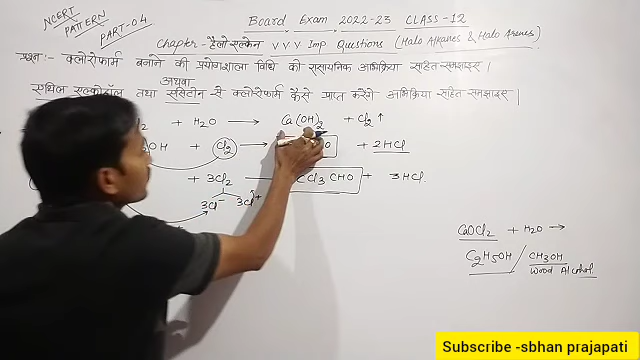 NCERT PATTERN PART-04
Board Exam 2022-23 CLASS-12
Chapter - हैलोएल्केन V V V Imp Questions (Halo Alkanes & Halo Arenes)
प्रश्न:- क्लोरोफार्म बनाने की प्रयोगशाला विधि को रासायनिक अभिक्रिया सहित समझाइए।
अथवा
एथिल एल्कोहॉल तथा एसिटोन से क्लोरोफार्म कैसे प्राप्त करेंगे अभिक्रिया सहित समझाइए।
+ H₂O → Ca(OH)₂ + Cl₂ ↑
OH + Cl₂ → + 2HCl
+ 3Cl₂ CCl₃ CHO + 3HCl
3Cl⁻ 3Cl⁺
CaOCl₂ + H₂O →
C₂H₅OH / CH₃OH
Wood Alcohol
Subscribe -sbhan prajapati